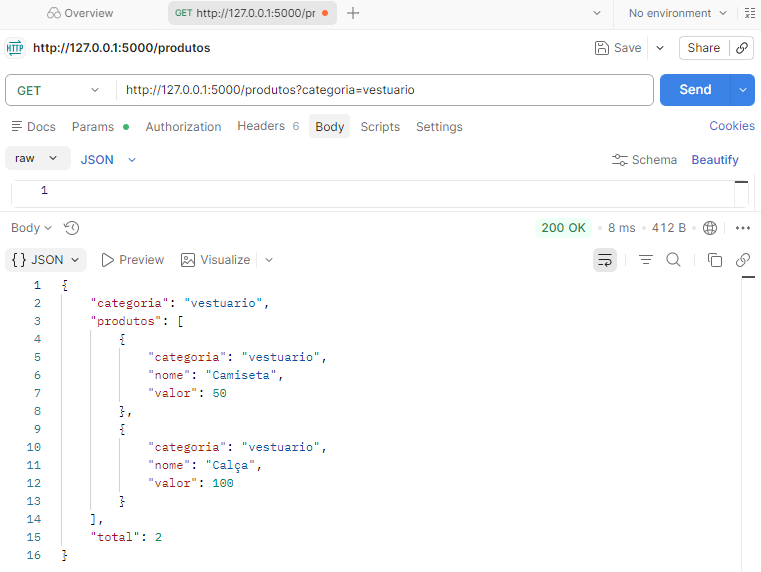 Overview GET http://127.0.0.1:5000/pr No environment
HTTP http://127.0.0.1:5000/produtos Save Share
GET http://127.0.0.1:5000/produtos?categoria=vestuario Send
Docs Params Authorization Headers 6 Body Scripts Settings Cookies
raw JSON Schema Beautify
1
Body 200 OK 8 ms 412 B
{ } JSON Preview Visualize
1 {
2 "categoria": "vestuario",
3 "produtos": [
4 {
5 "categoria": "vestuario",
6 "nome": "Camiseta",
7 "valor": 50
8 },
9 {
10 "categoria": "vestuario",
11 "nome": "Calça",
12 "valor": 100
13 }
14 ],
15 "total": 2
16 }